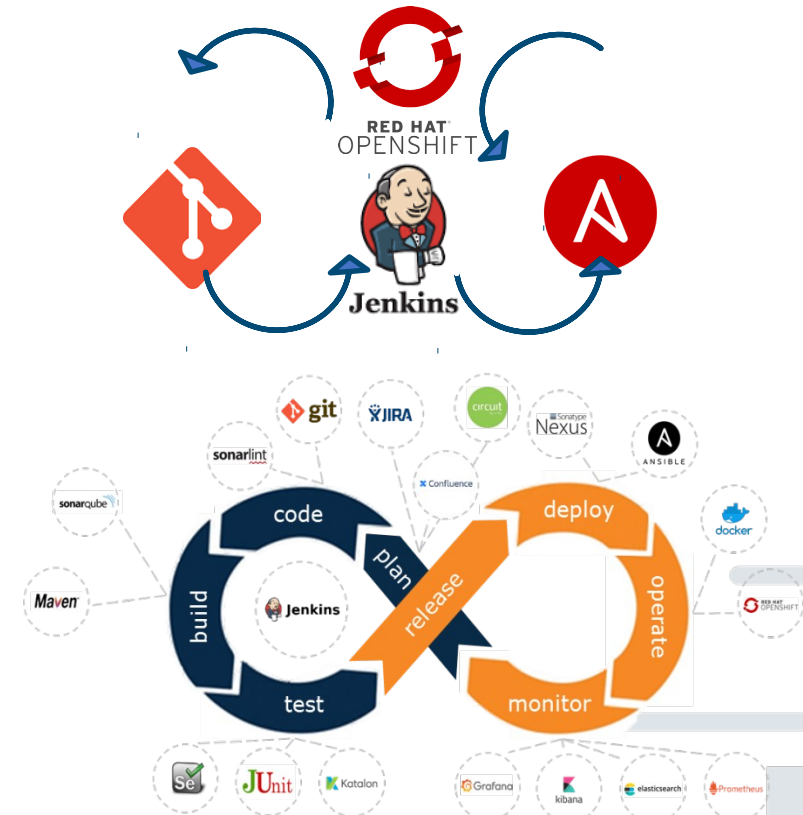 RED HAT
OPENSHIFT
Jenkins
git
JIRA
circuit
Sonatype
Nexus
ANSIBLE
sonarlint
Confluence
sonarqube
docker
code
deploy
plan
release
build
operate
Maven
Jenkins
RED HAT
OPENSHIFT
test
monitor
Se
JUnit
Katalon
Grafana
kibana
elasticsearch
Prometheus